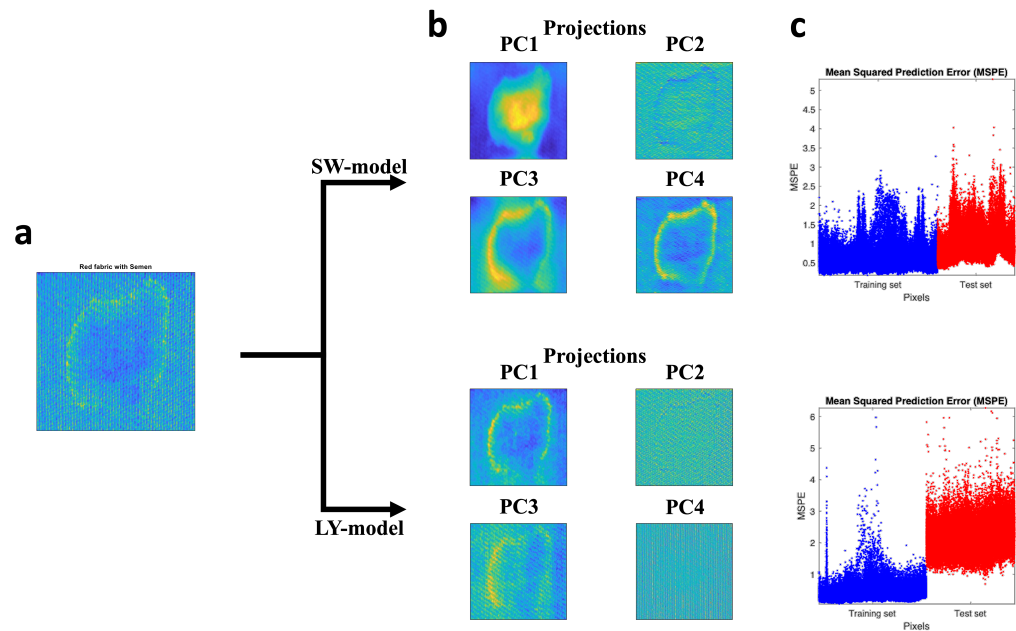 a
Red fabric with Semen
SW-model
LY-model
b
Projections
PC1
PC2
PC3
PC4
Projections
PC1
PC2
PC3
PC4
c
Mean Squared Prediction Error (MSPE)
5
4.5
4
3.5
3
2.5
2
1.5
1
0.5
MSPE
Training set
Test set
Pixels
Mean Squared Prediction Error (MSPE)
6
5
4
3
2
1
MSPE
Training set
Test set
Pixels